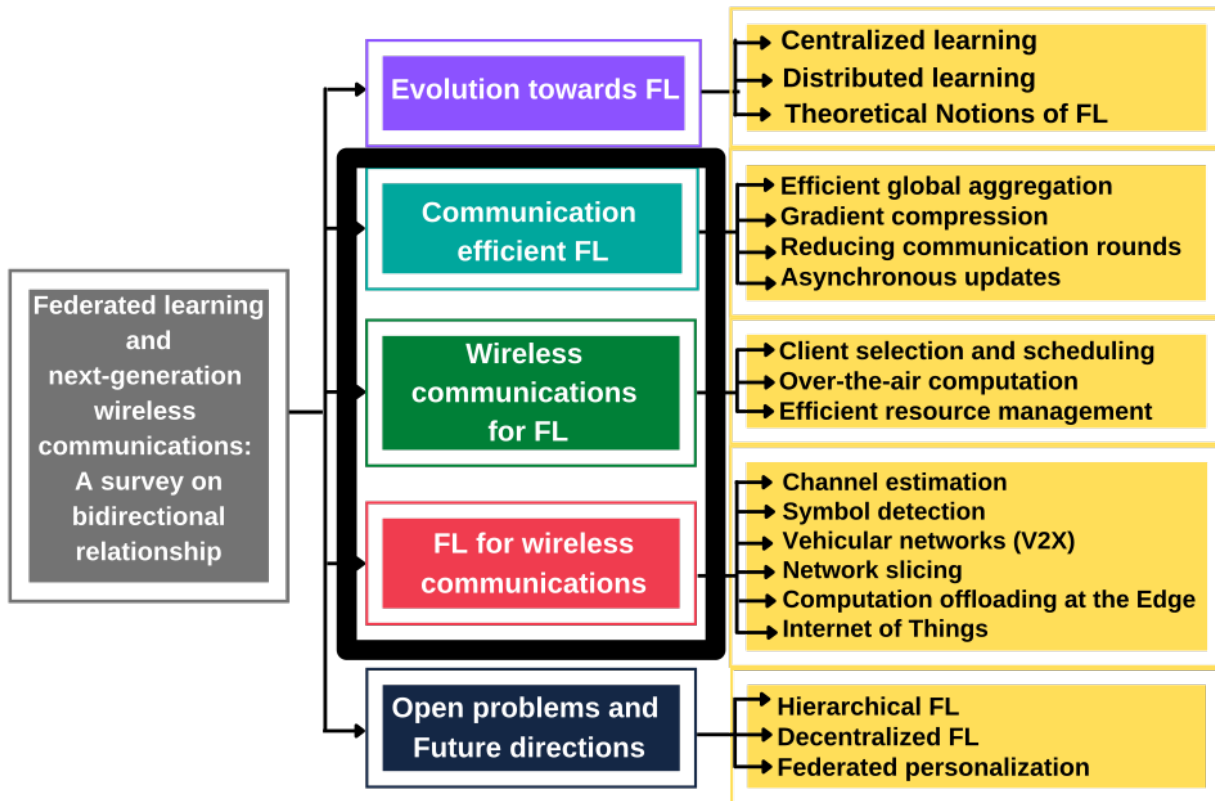 Federated learning
and
next-generation
wireless
communications:
A survey on
bidirectional
relationship
Evolution towards FL
Centralized learning
Distributed learning
Theoretical Notions of FL
Communication
efficient FL
Efficient global aggregation
Gradient compression
Reducing communication rounds
Asynchronous updates
Wireless
communications
for FL
Client selection and scheduling
Over-the-air computation
Efficient resource management
FL for wireless
communications
Channel estimation
Symbol detection
Vehicular networks (V2X)
Network slicing
Computation offloading at the Edge
Internet of Things
Open problems and
Future directions
Hierarchical FL
Decentralized FL
Federated personalization